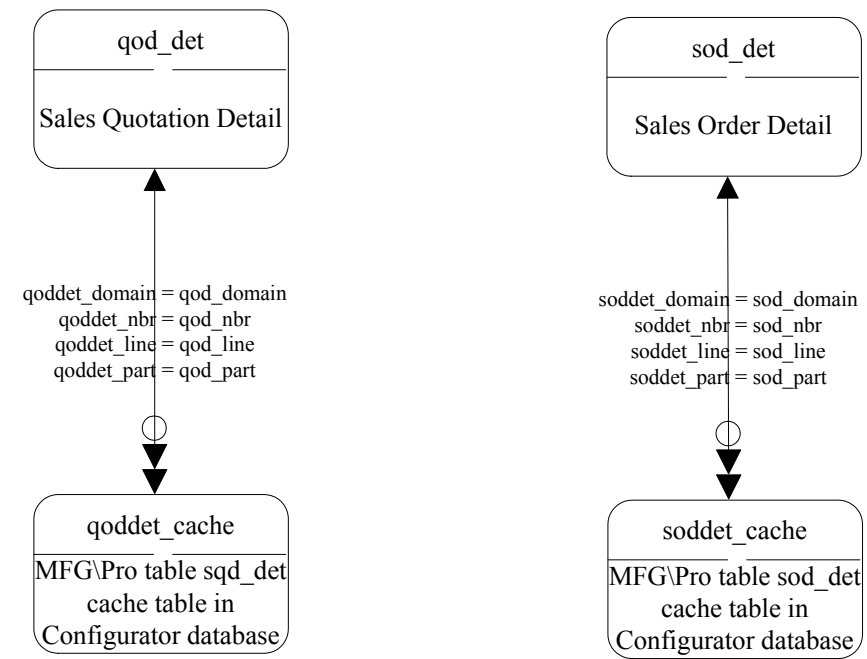 qod_det
Sales Quotation Detail
qoddet_domain = qod_domain
qoddet_nbr = qod_nbr
qoddet_line = qod_line
qoddet_part = qod_part
qoddet_cache
MFG\Pro table sqd_det
cache table in
Configurator database
sod_det
Sales Order Detail
soddet_domain = sod_domain
soddet_nbr = sod_nbr
soddet_line = sod_line
soddet_part = sod_part
soddet_cache
MFG\Pro table sod_det
cache table in
Configurator database